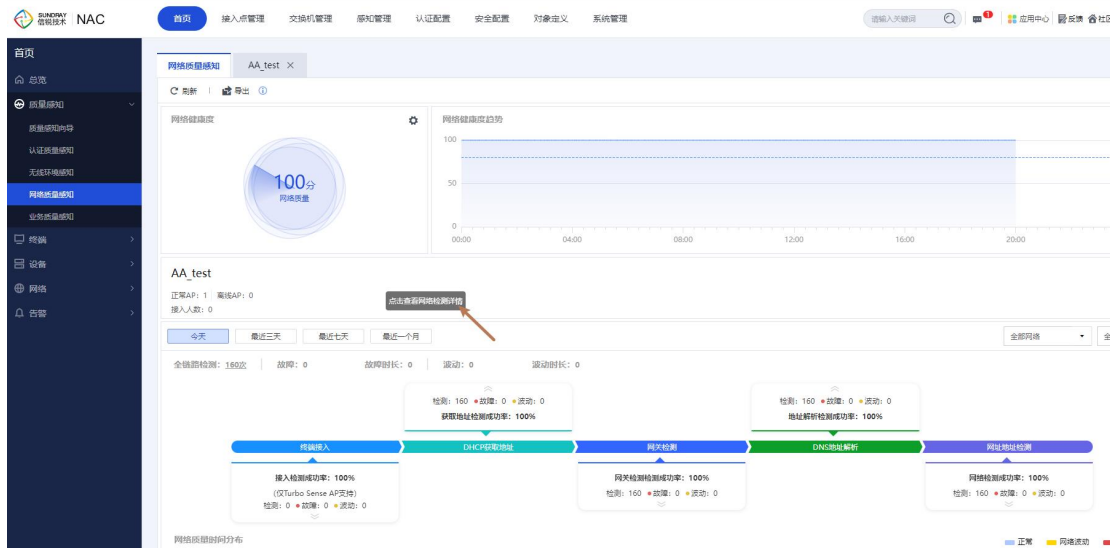 SUNDRAY 信锐技术 NAC 首页 接入点管理 交换机管理 感知管理 认证配置 安全配置 对象定义 系统管理 请输入关键词 1 应用中心 反馈 社区
首页
总览
质量感知
质量感知向导
认证质量感知
无线环境感知
网络质量感知
业务质量感知
终端
设备
网络
告警
网络质量感知 AA_test ×
刷新 导出
网络健康度
100分
网络质量
网络健康度趋势
100
50
0
00:00 04:00 08:00 12:00 16:00 20:00
AA_test
正常AP: 1 离线AP: 0
接入人数: 0
点击查看网络检测详情
今天 最近三天 最近七天 最近一个月 全部网络 全
全链路检测: 160次 故障: 0 故障时长: 0 波动: 0 波动时长: 0
检测: 160 故障: 0 波动: 0
获取地址检测成功率: 100%
检测: 160 故障: 0 波动: 0
地址解析检测成功率: 100%
终端接入 DHCP获取地址 网关检测 DNS地址解析 网址地址检测
接入检测成功率: 100%
(仅Turbo Sense AP支持)
检测: 0 故障: 0 波动: 0
网关检测检测成功率: 100%
检测: 160 故障: 0 波动: 0
网络检测成功率: 100%
检测: 160 故障: 0 波动: 0
网络质量时间分布 正常 网络波动